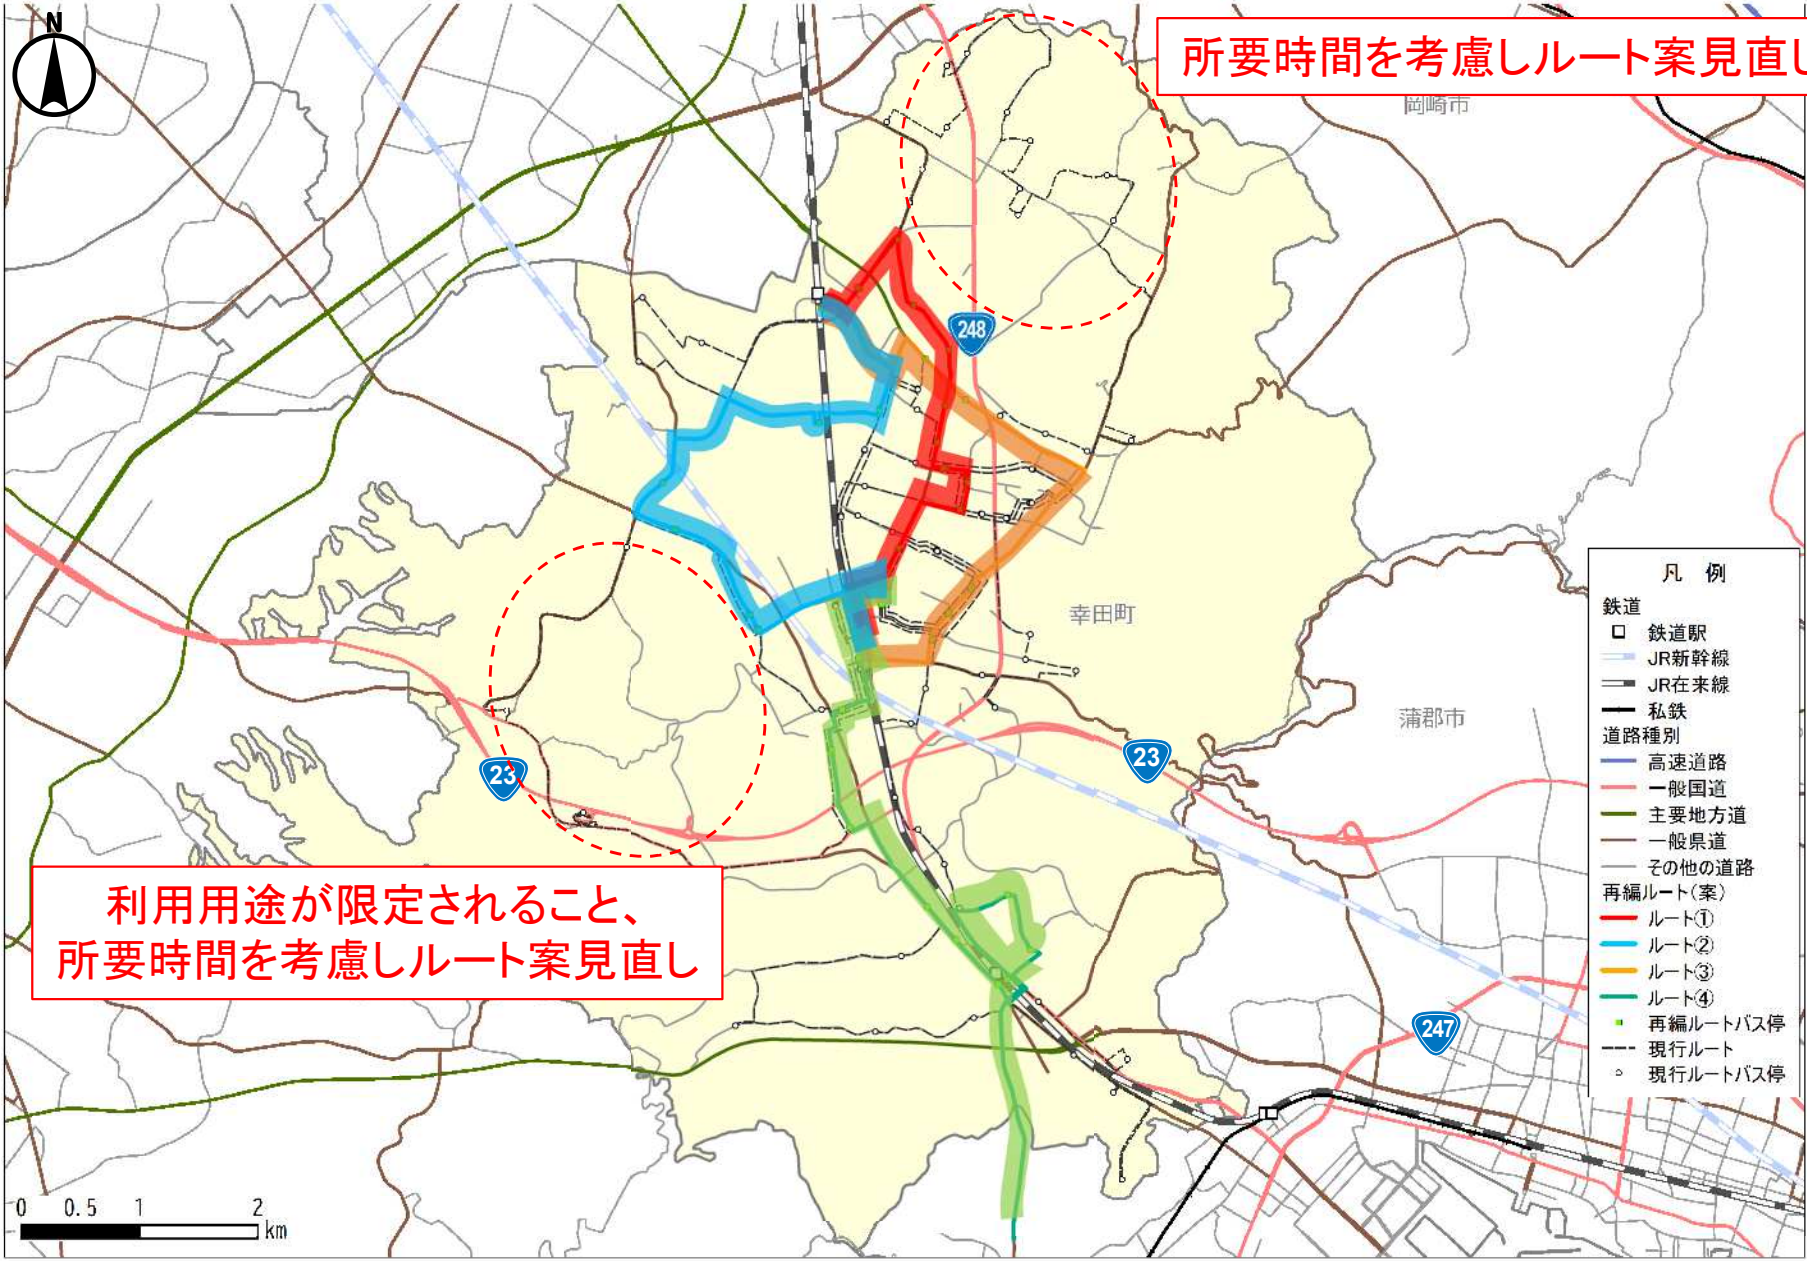 N
所要時間を考慮しルート案見直し
岡崎市
248
幸田町
蒲郡市
23
23
247
利用用途が限定されること、
所要時間を考慮しルート案見直し
凡 例
鉄道
鉄道駅
JR新幹線
JR在来線
私鉄
道路種別
高速道路
一般国道
主要地方道
一般県道
その他の道路
再編ルート(案)
ルート①
ルート②
ルート③
ルート④
再編ルートバス停
現行ルート
現行ルートバス停
0 0.5 1 2
km